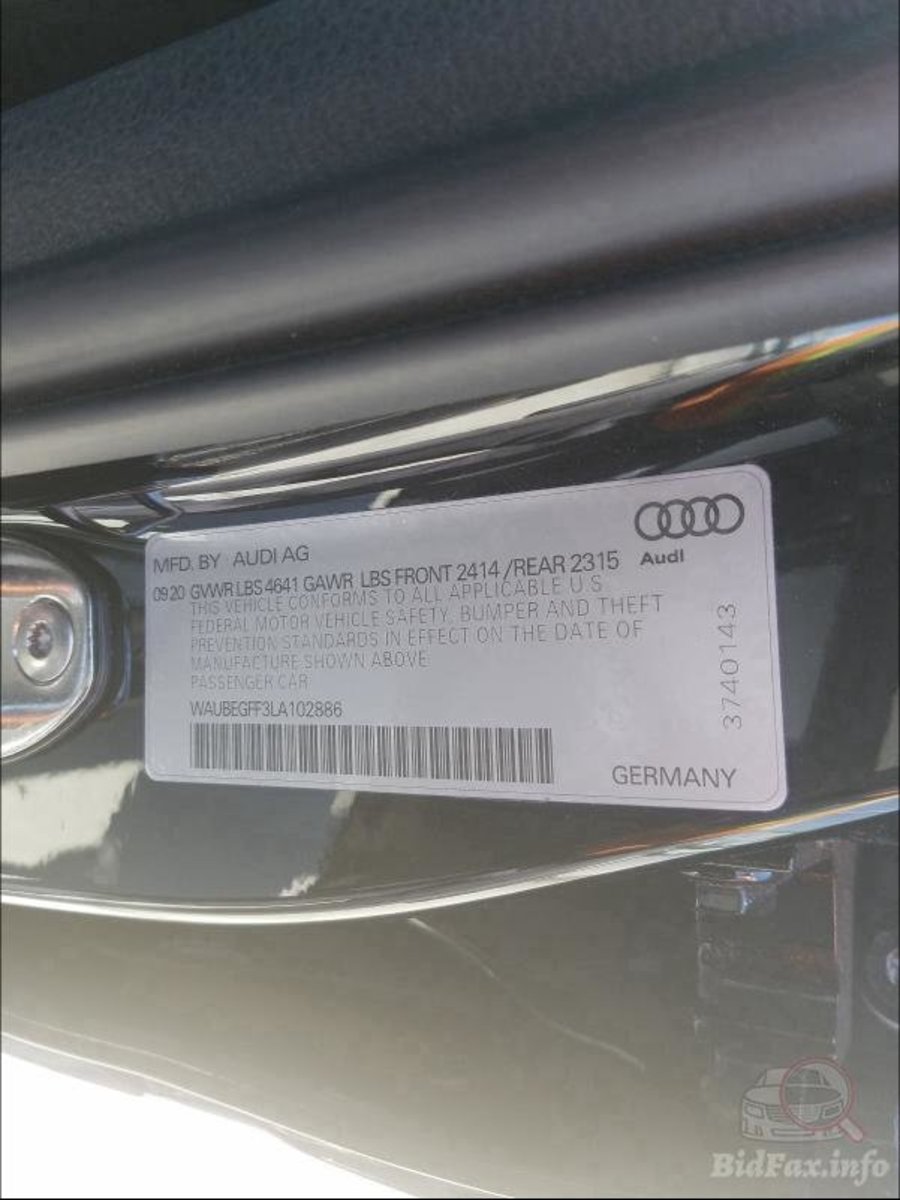 MFD. BY AUDI AG
Audi
09 20 GVWR LBS 4641 GAWR LBS FRONT 2414 / REAR 2315
THIS VEHICLE CONFORMS TO ALL APPLICABLE U.S.
FEDERAL MOTOR VEHICLE SAFETY, BUMPER AND THEFT
PREVENTION STANDARDS IN EFFECT ON THE DATE OF
MANUFACTURE SHOWN ABOVE
PASSENGER CAR
WAUBEGFF3LA102886
3740143
GERMANY
BidFax.info